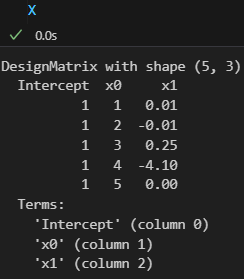 X
✓ 0.0s
DesignMatrix with shape (5, 3)
Intercept x0 x1
1 1 0.01
1 2 -0.01
1 3 0.25
1 4 -4.10
1 5 0.00
Terms:
'Intercept' (column 0)
'x0' (column 1)
'x1' (column 2)